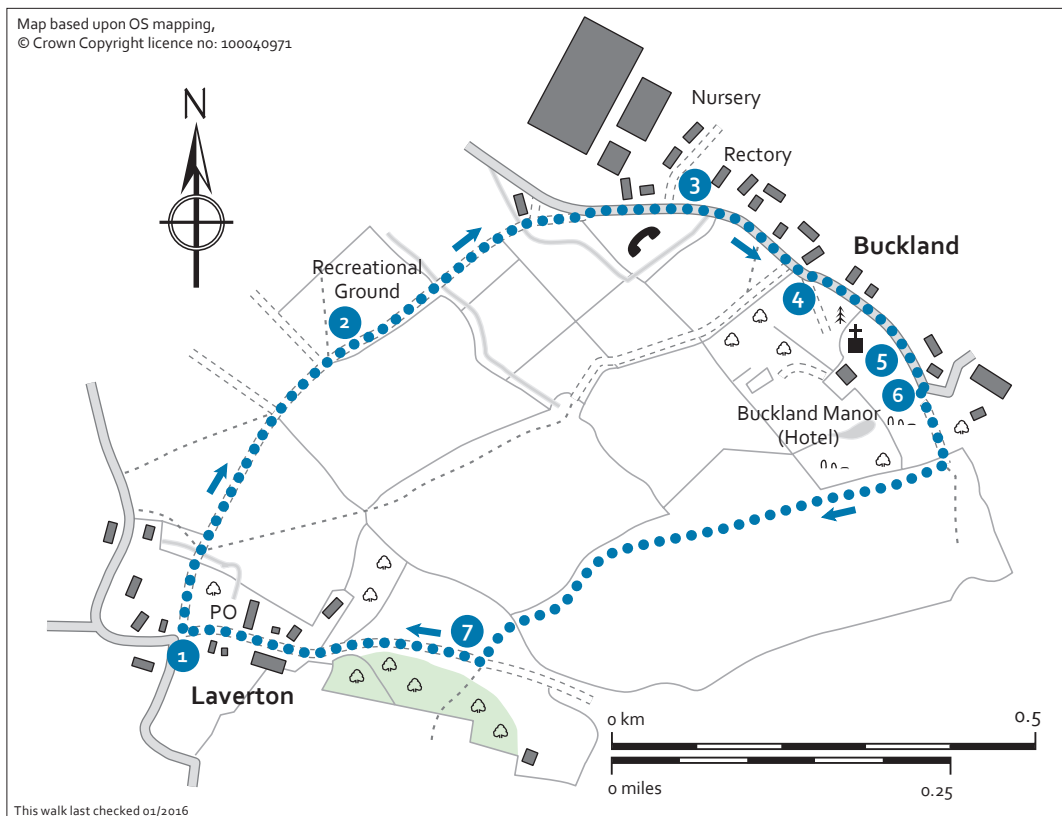 Map based upon OS mapping,
© Crown Copyright licence no: 100040971
N
Nursery
Rectory
3
Buckland
Recreational
Ground
2
4
5
6
Buckland Manor
(Hotel)
PO
7
1
Laverton
0 km
0.5
0 miles
0.25
This walk last checked 01/2016